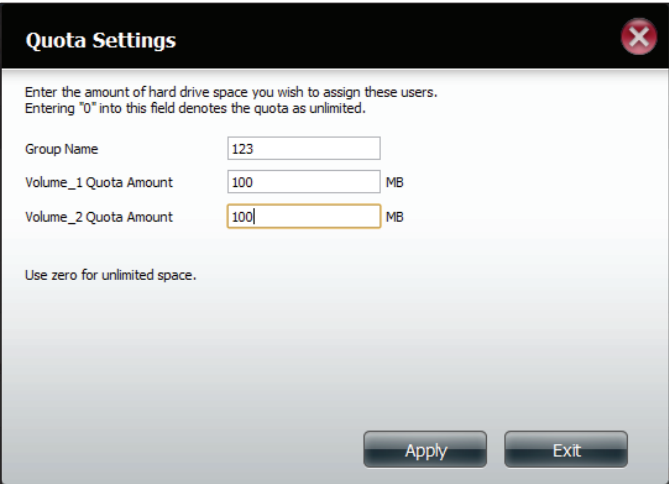 Quota Settings
Enter the amount of hard drive space you wish to assign these users.
Entering "0" into this field denotes the quota as unlimited.
Group Name 123
Volume_1 Quota Amount 100 MB
Volume_2 Quota Amount 100 MB
Use zero for unlimited space.
Apply Exit